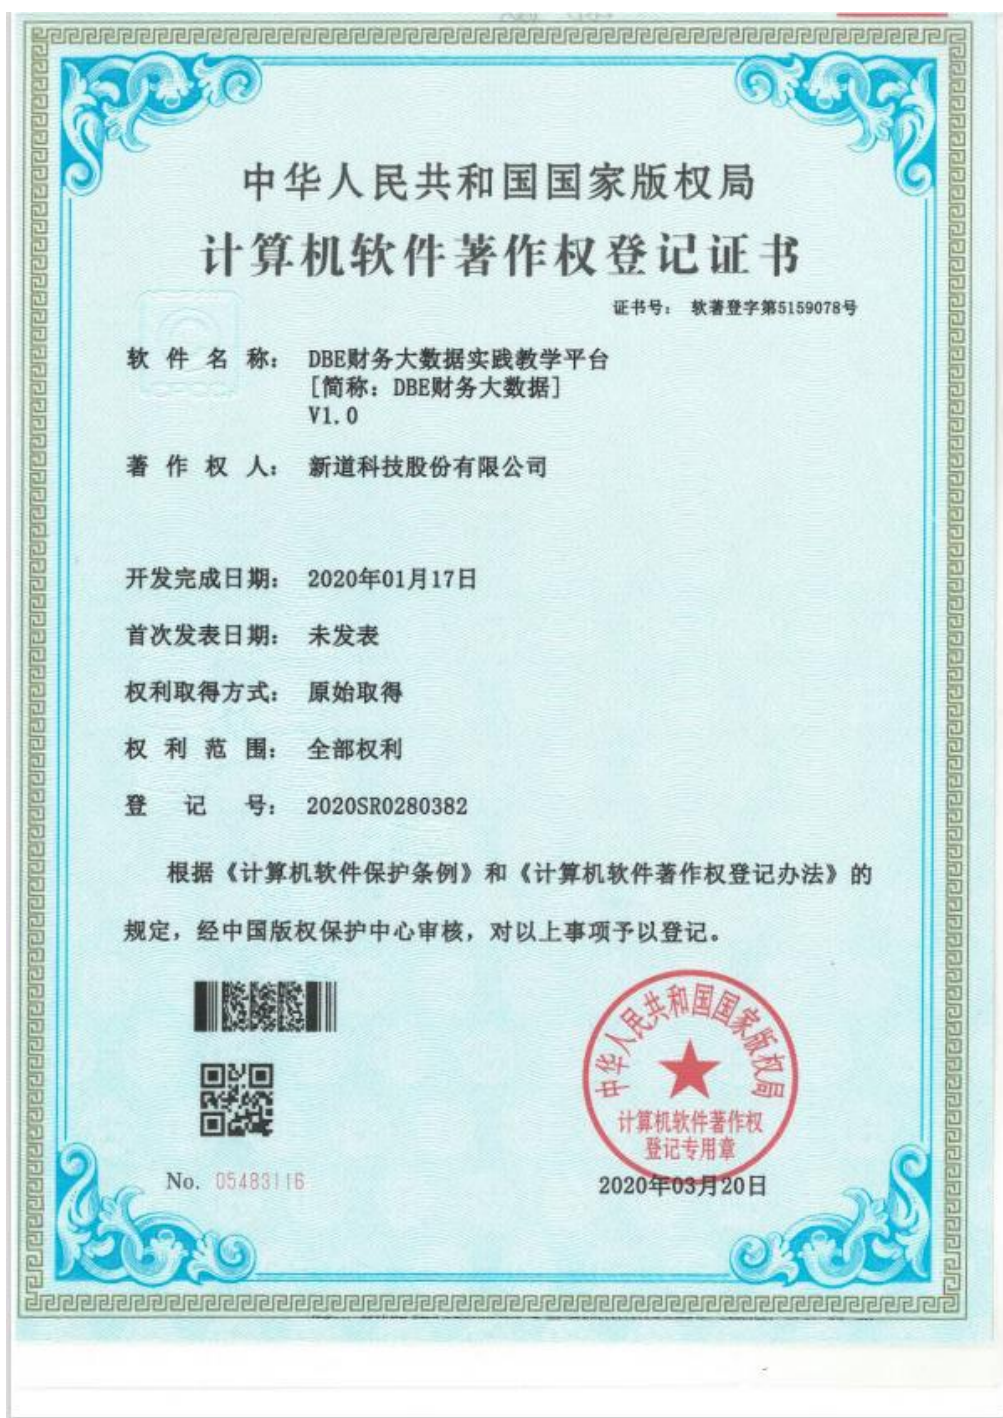 中华人民共和国国家版权局
计算机软件著作权登记证书
证书号： 软著登字第5159078号
软件名称： DBE财务大数据实践教学平台
[简称：DBE财务大数据]
V1.0
著作权人： 新道科技股份有限公司
开发完成日期： 2020年01月17日
首次发表日期： 未发表
权利取得方式： 原始取得
权利范围： 全部权利
登记号： 2020SR0280382
根据《计算机软件保护条例》和《计算机软件著作权登记办法》的
规定，经中国版权保护中心审核，对以上事项予以登记。
中华人民共和国国家版权局
计算机软件著作权
登记专用章
No. 05483116
2020年03月20日